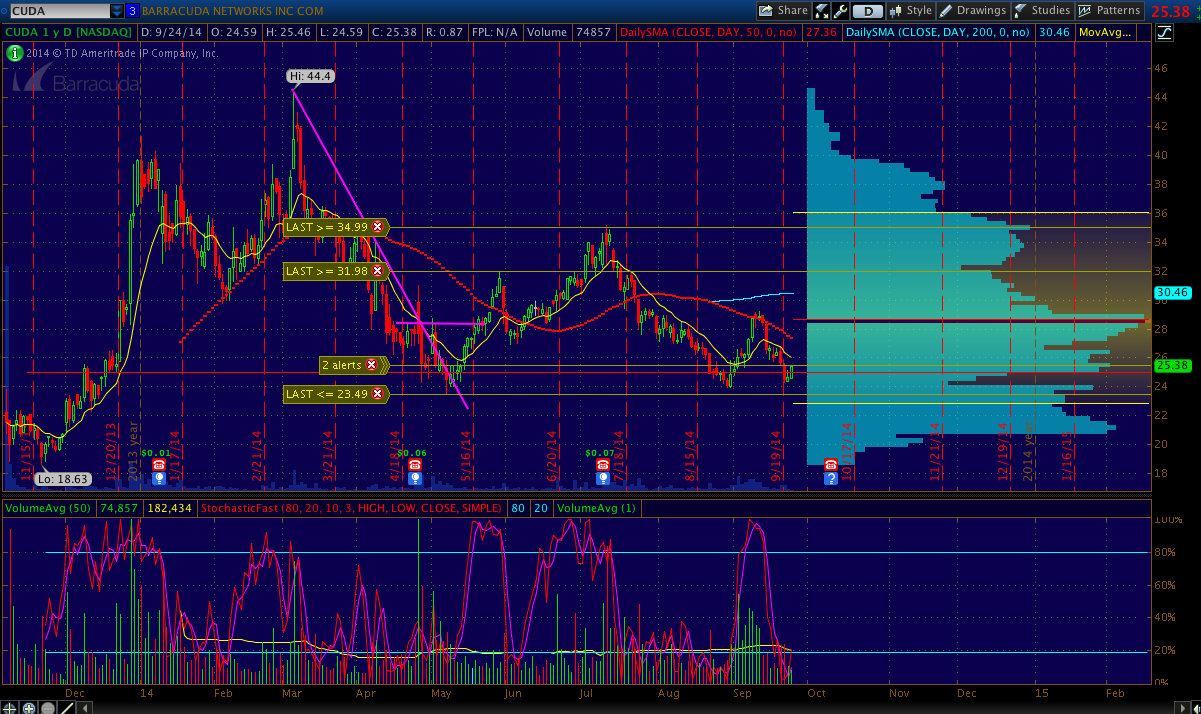 CUDA 3 BARRACUDA NETWORKS INC COM Share D Style Drawings Studies Patterns 25.38
CUDA 1 y D [NASDAQ] D: 9/24/14 O: 24.59 H: 25.46 L: 24.59 C: 25.38 R: 0.87 FPL: N/A Volume 74857 DailySMA (CLOSE, DAY, 50, 0, no) 27.36 DailySMA (CLOSE, DAY, 200, 0, no) 30.46 MovAvg...
2014 © TD Ameritrade IP Company, Inc.
Barracuda
Hi: 44.4
46
44
42
40
38
36
LAST >= 34.99
34
LAST >= 31.98
32
30.46
30
28
26
2 alerts
25.38
24
LAST <= 23.49
22
20
18
Lo: 18.63
12/20/13
2013 year
1/17/14
2/21/14
3/21/14
4/18/14
5/16/14
6/20/14
7/18/14
8/15/14
9/19/14
10/17/14
11/21/14
12/19/14
2014 year
1/16/15
$0.01
$0.06
$0.07
VolumeAvg (50) 74,857 182,434 StochasticFast (80, 20, 10, 3, HIGH, LOW, CLOSE, SIMPLE) 80 20 VolumeAvg (1)
100%
80%
60%
40%
20%
0%
Dec 14 Feb Mar Apr May Jun Jul Aug Sep Oct Nov Dec 15 Feb